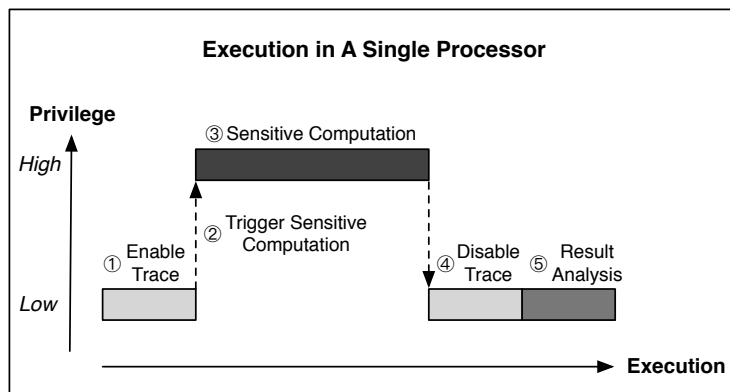 Execution in A Single Processor
Privilege
③ Sensitive Computation
High
② Trigger Sensitive
Computation
① Enable
Trace
④ Disable
Trace
⑤ Result
Analysis
Low
Execution